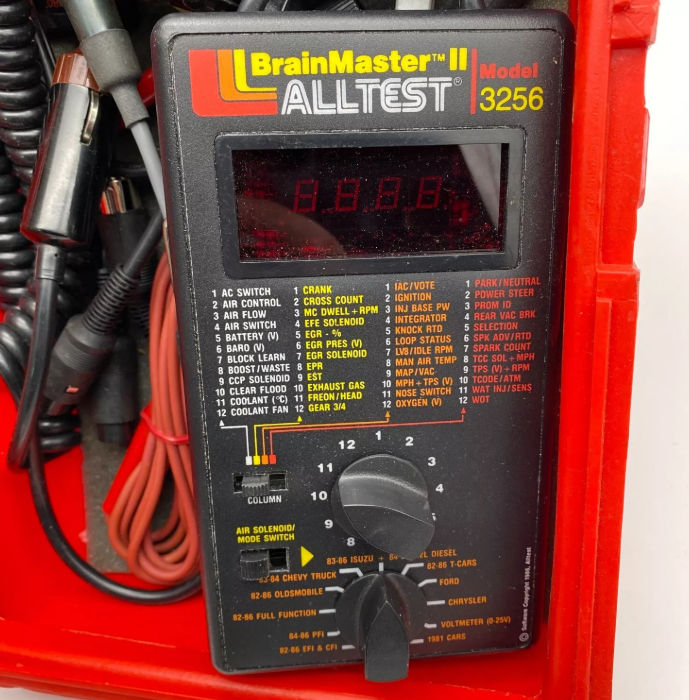 BrainMaster™ II
ALLTEST®
Model
3256
1 AC SWITCH
2 AIR CONTROL
3 AIR FLOW
4 AIR SWITCH
5 BATTERY (V)
6 BARO (V)
7 BLOCK LEARN
8 BOOST/WASTE
9 CCP SOLENOID
10 CLEAR FLOOD
11 COOLANT (°C)
12 COOLANT FAN
1 CRANK
2 CROSS COUNT
3 MC DWELL+RPM
4 EFE SOLENOID
5 EGR - %
6 EGR PRES (V)
7 EGR SOLENOID
8 EPR
9 EST
10 EXHAUST GAS
11 FREON/HEAD
12 GEAR 3/4
1 IAC/VOTE
2 IGNITION
3 INJ BASE PW
4 INTEGRATOR
5 KNOCK RTD
6 LOOP STATUS
7 LV8/IDLE RPM
8 MAN AIR TEMP
9 MAP/VAC
10 MPH+TPS (V)
11 NOSE SWITCH
12 OXYGEN (V)
1 PARK/NEUTRAL
2 POWER STEER
3 PROM ID
4 REAR VAC BRK
5 SELECTION
6 SPK ADV/RTD
7 SPARK COUNT
8 TCC SOL+MPH
9 TPS (V)+RPM
10 TCODE/ATM
11 WAT INJ/SENS
12 WOT
COLUMN
12 1 2
11 3
10 4
9
8
AIR SOLENOID/
MODE SWITCH
83-86 ISUZU
DIESEL
82-86 T-CARS
CHEVY TRUCK
FORD
82-86 OLDSMOBILE
CHRYSLER
82-86 FULL FUNCTION
VOLTMETER (0-25V)
84-86 PFI
1981 CARS
82-86 EFI & CFI
© Software Copyright 1986, Alltest